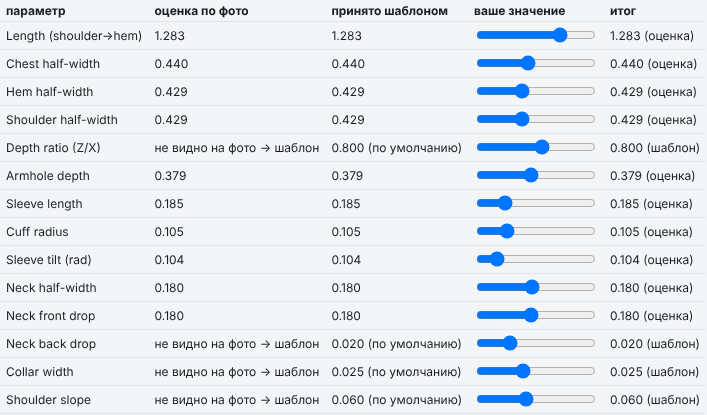 параметр оценка по фото принято шаблоном ваше значение итог
Length (shoulder→hem) 1.283 1.283 1.283 (оценка)
Chest half-width 0.440 0.440 0.440 (оценка)
Hem half-width 0.429 0.429 0.429 (оценка)
Shoulder half-width 0.429 0.429 0.429 (оценка)
Depth ratio (Z/X) не видно на фото → шаблон 0.800 (по умолчанию) 0.800 (шаблон)
Armhole depth 0.379 0.379 0.379 (оценка)
Sleeve length 0.185 0.185 0.185 (оценка)
Cuff radius 0.105 0.105 0.105 (оценка)
Sleeve tilt (rad) 0.104 0.104 0.104 (оценка)
Neck half-width 0.180 0.180 0.180 (оценка)
Neck front drop 0.180 0.180 0.180 (оценка)
Neck back drop не видно на фото → шаблон 0.020 (по умолчанию) 0.020 (шаблон)
Collar width не видно на фото → шаблон 0.025 (по умолчанию) 0.025 (шаблон)
Shoulder slope не видно на фото → шаблон 0.060 (по умолчанию) 0.060 (шаблон)